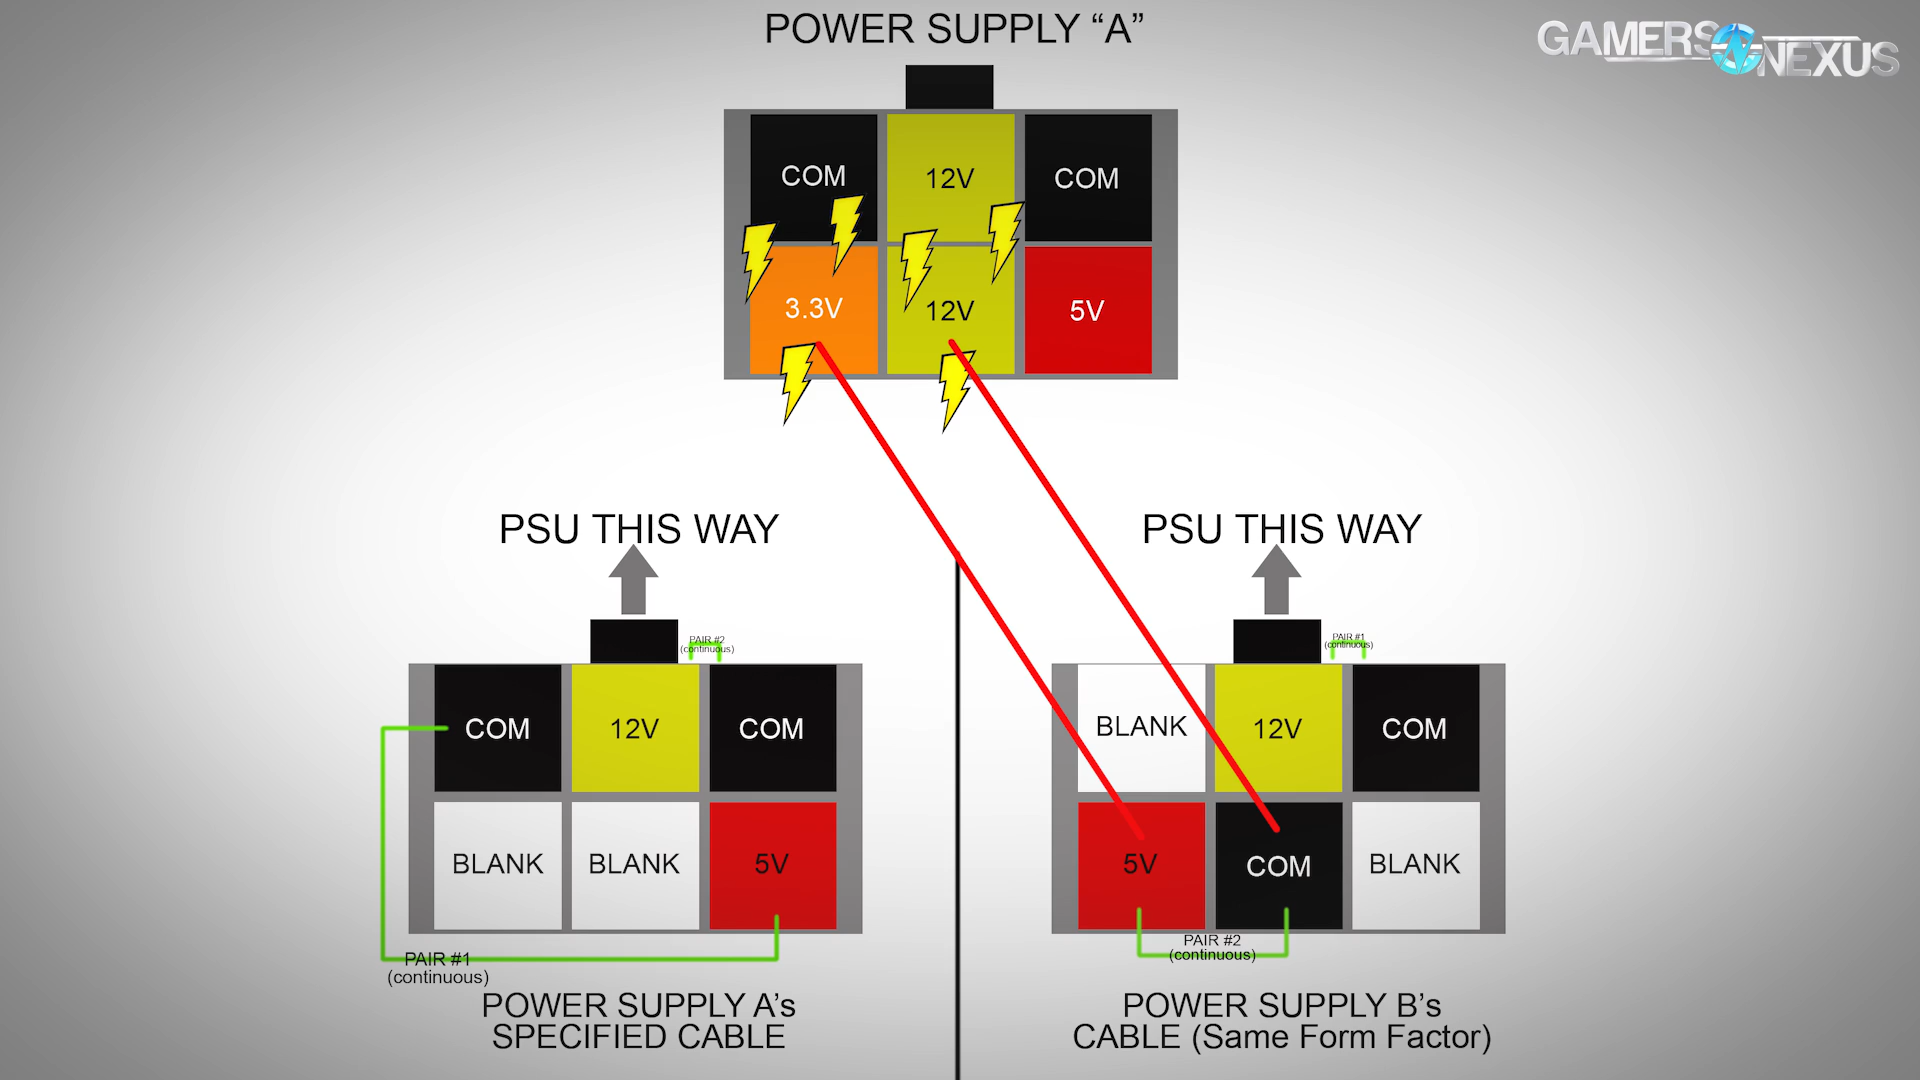 POWER SUPPLY “A”
GAMERS NEXUS
COM 12V COM
3.3V 12V 5V
PSU THIS WAY PSU THIS WAY
PAIR #2
(continuous)
PAIR #1
(continuous)
COM 12V COM
BLANK 12V COM
BLANK BLANK 5V
5V COM BLANK
PAIR #1
(continuous)
PAIR #2
(continuous)
POWER SUPPLY A’s
SPECIFIED CABLE
POWER SUPPLY B’s
CABLE (Same Form Factor)